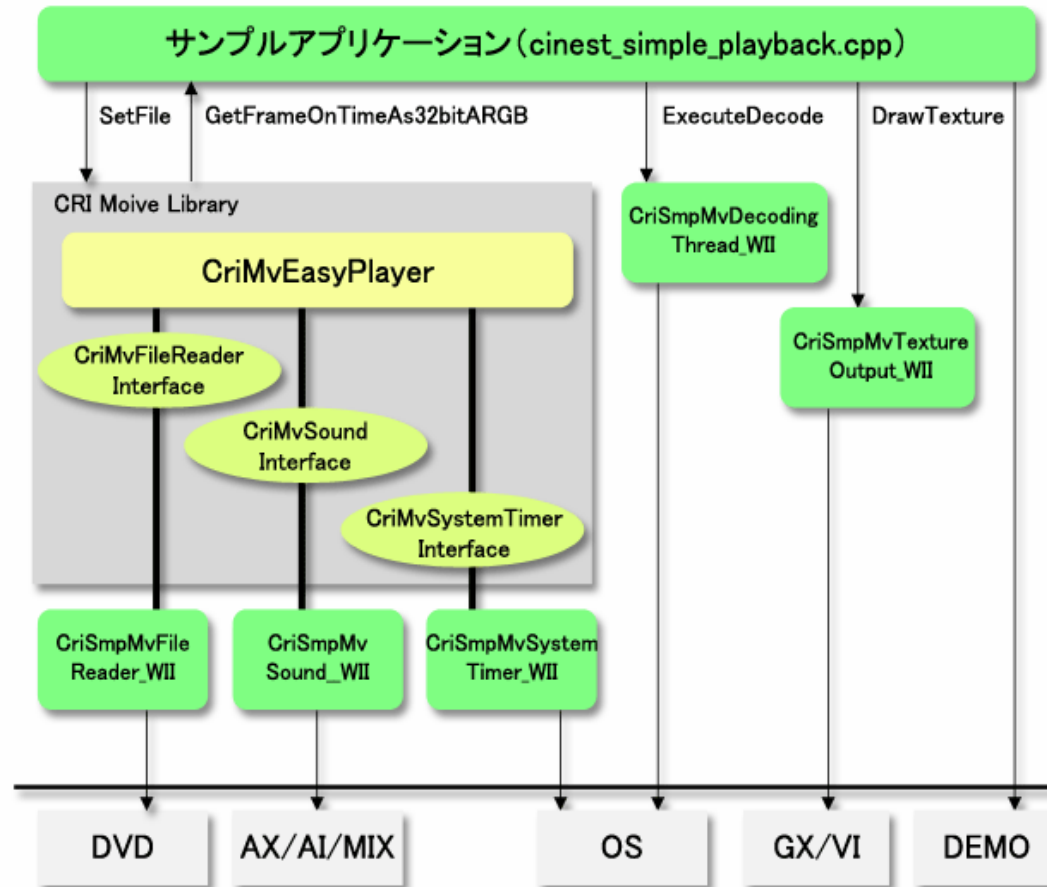 サンプルアプリケーション(cinest_simple_playback.cpp)
SetFile
GetFrameOnTimeAs32bitARGB
ExecuteDecode
DrawTexture
CRI Moive Library
CriMvEasyPlayer
CriMvFileReader
Interface
CriMvSound
Interface
CriMvSystemTimer
Interface
CriSmpMvDecoding
Thread_WII
CriSmpMvTexture
Output_WII
CriSmpMvFile
Reader_WII
CriSmpMv
Sound__WII
CriSmpMvSystem
Timer_WII
DVD
AX/AI/MIX
OS
GX/VI
DEMO